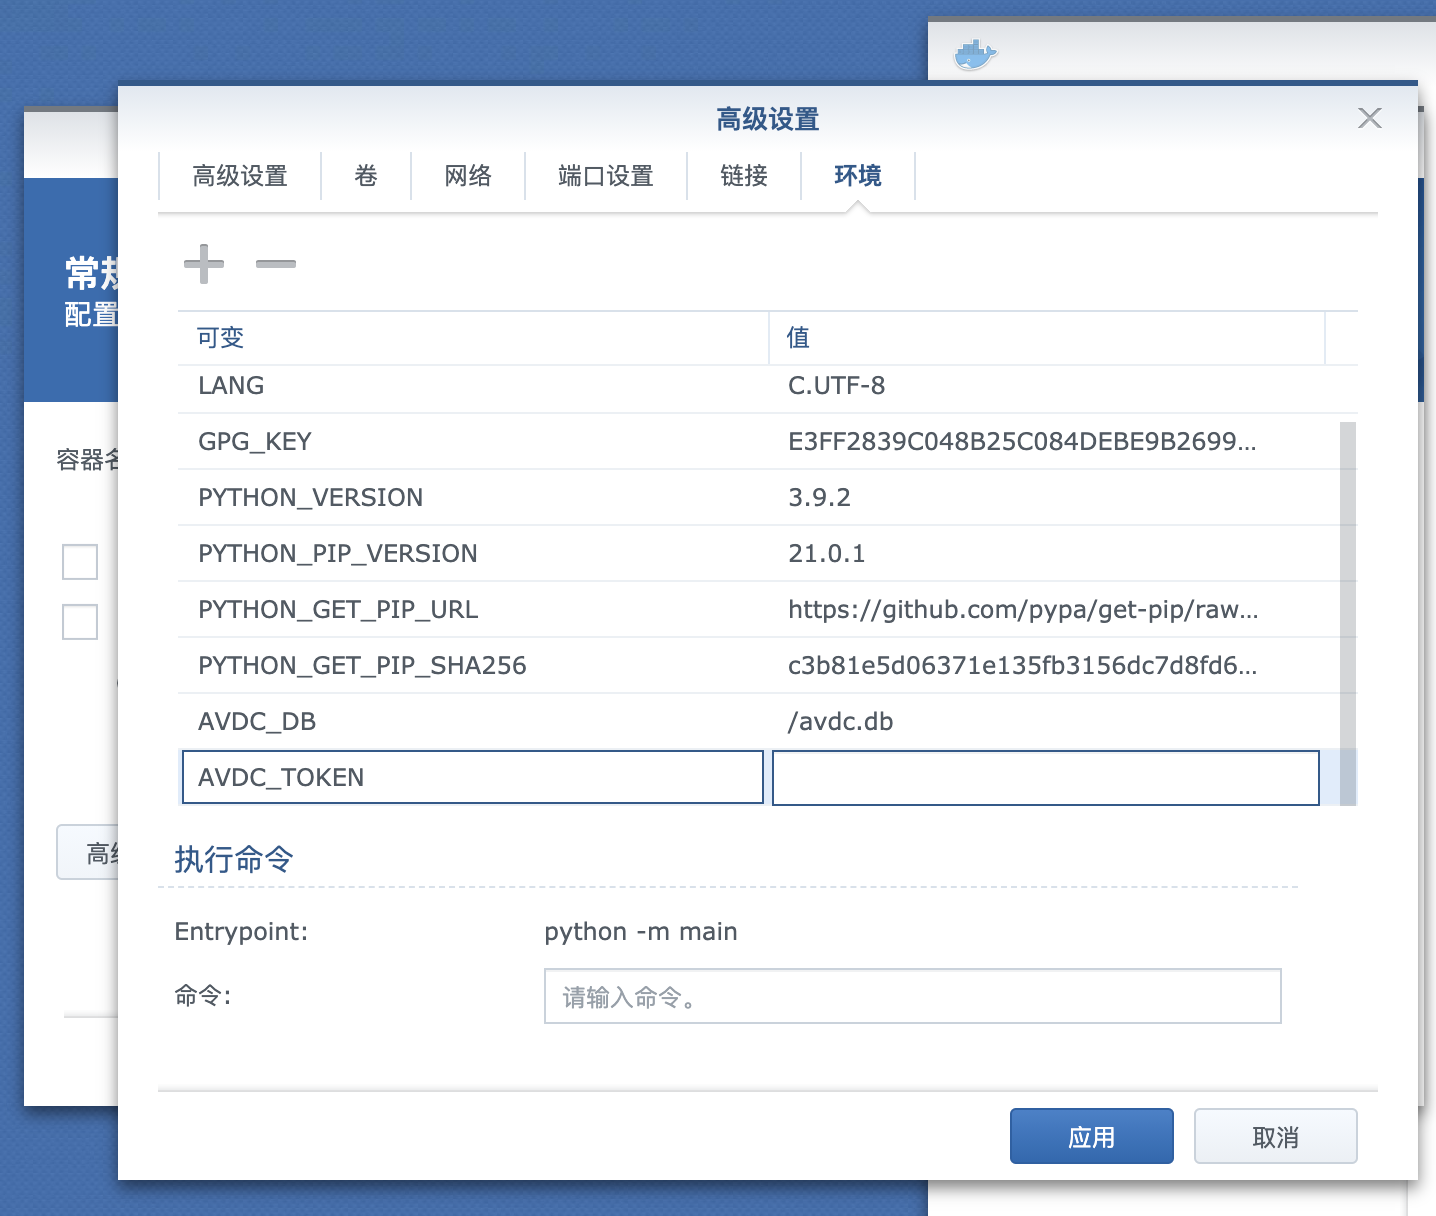 高级设置
高级设置 卷 网络 端口设置 链接 环境
可变 值
LANG C.UTF-8
GPG_KEY E3FF2839C048B25C084DEBE9B2699...
PYTHON_VERSION 3.9.2
PYTHON_PIP_VERSION 21.0.1
PYTHON_GET_PIP_URL https://github.com/pypa/get-pip/raw...
PYTHON_GET_PIP_SHA256 c3b81e5d06371e135fb3156dc7d8fd6...
AVDC_DB /avdc.db
AVDC_TOKEN
执行命令
Entrypoint: python -m main
命令: 请输入命令。
应用 取消
常规
配置
容器名
高级